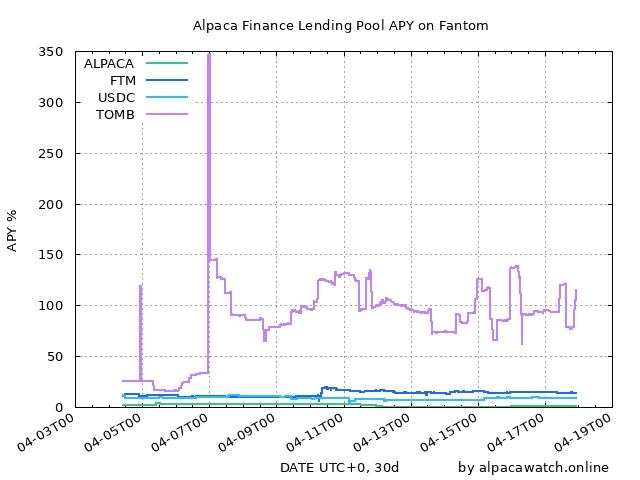 Alpaca Finance Lending Pool APY on Fantom
350
300
250
200
150
100
50
0
APY %
ALPACA
FTM
USDC
TOMB
04-03T00
04-05T00
04-07T00
04-09T00
04-11T00
04-13T00
04-15T00
04-17T00
04-19T00
DATE UTC+0, 30d
by alpacawatch.online